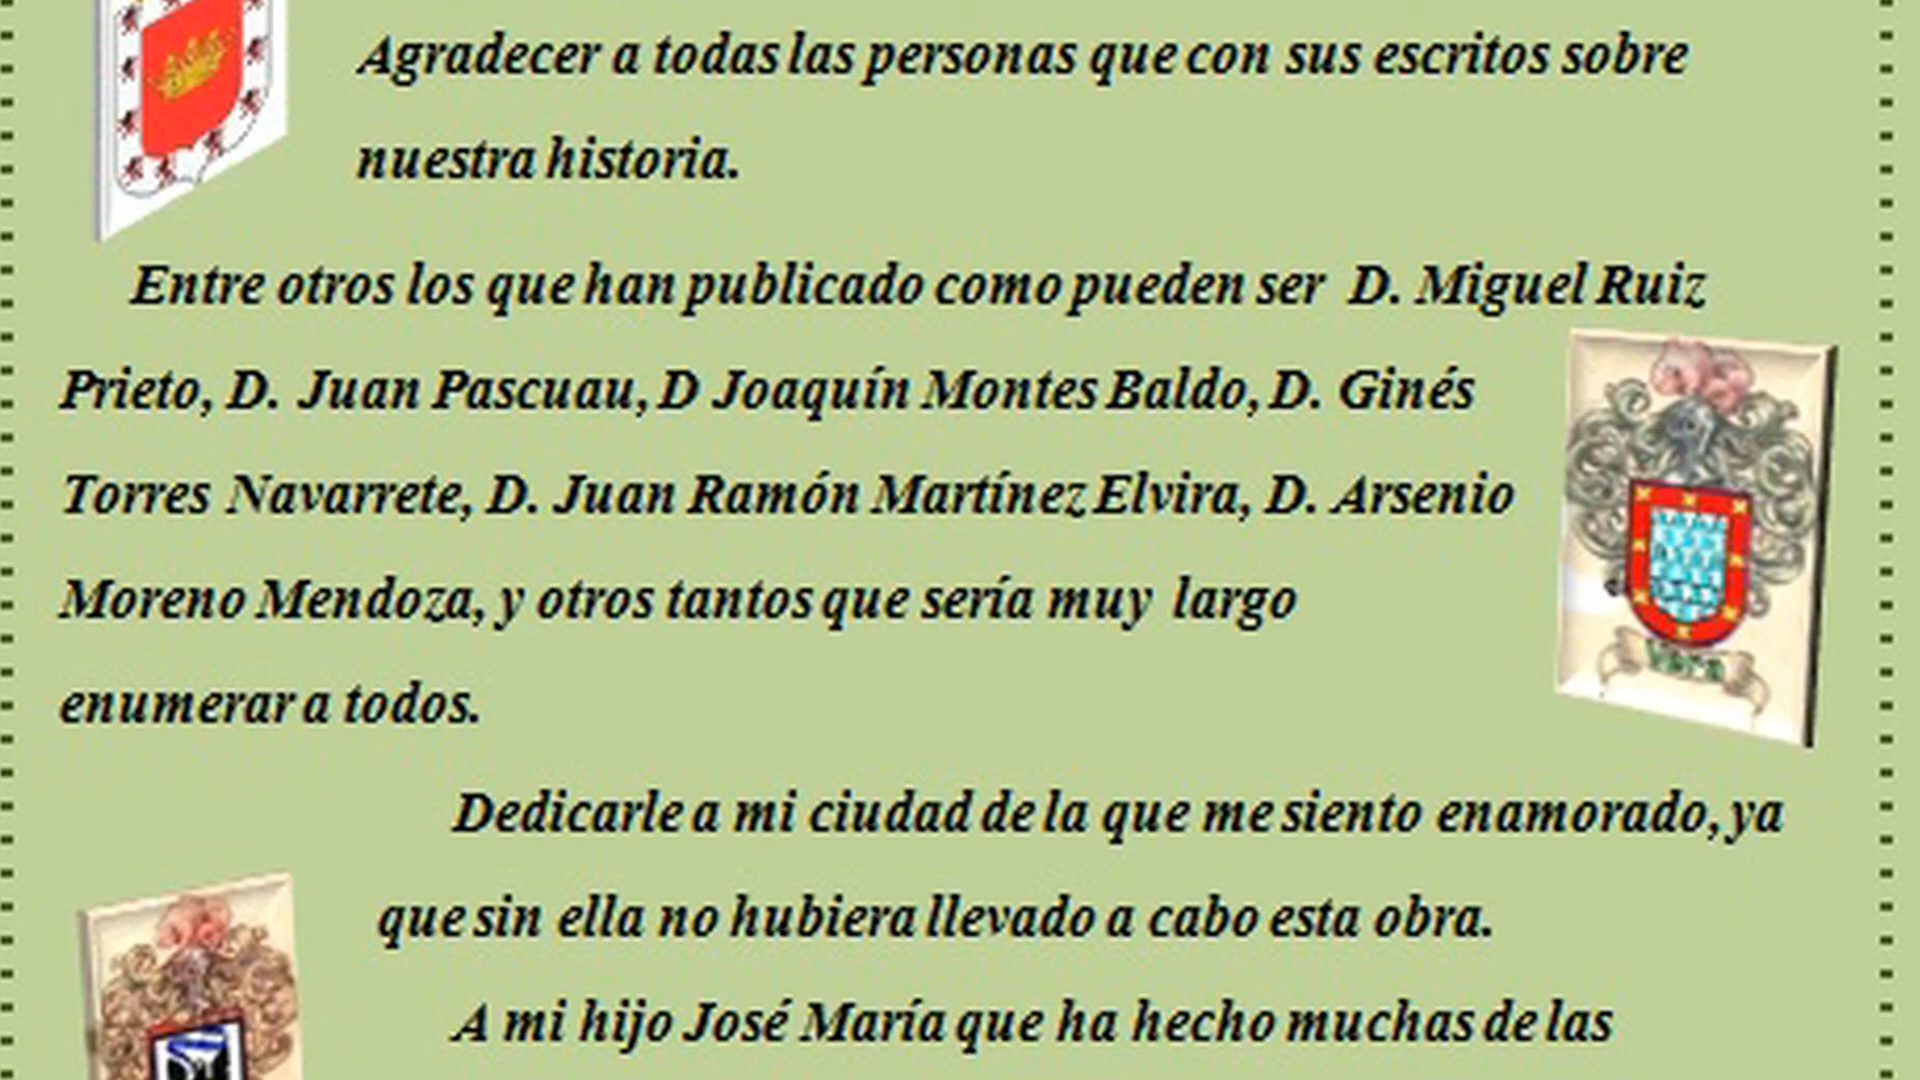 Agradecer a todas las personas que con sus escritos sobre
nuestra historia.
Entre otros los que han publicado como pueden ser D. Miguel Ruiz
Prieto, D. Juan Pascuau, D Joaquín Montes Baldo, D. Ginés
Torres Navarrete, D. Juan Ramón Martínez Elvira, D. Arsenio
Moreno Mendoza, y otros tantos que sería muy largo
enumerar a todos.
Vera
Dedicarle a mi ciudad de la que me siento enamorado, ya
que sin ella no hubiera llevado a cabo esta obra.
A mi hijo José María que ha hecho muchas de las